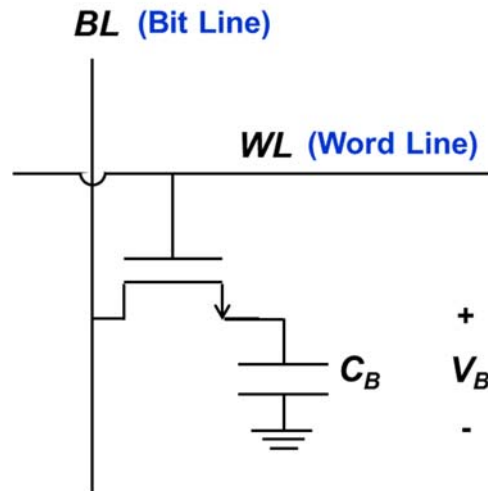 BL (Bit Line)
WL (Word Line)
+
C_B V_B
-